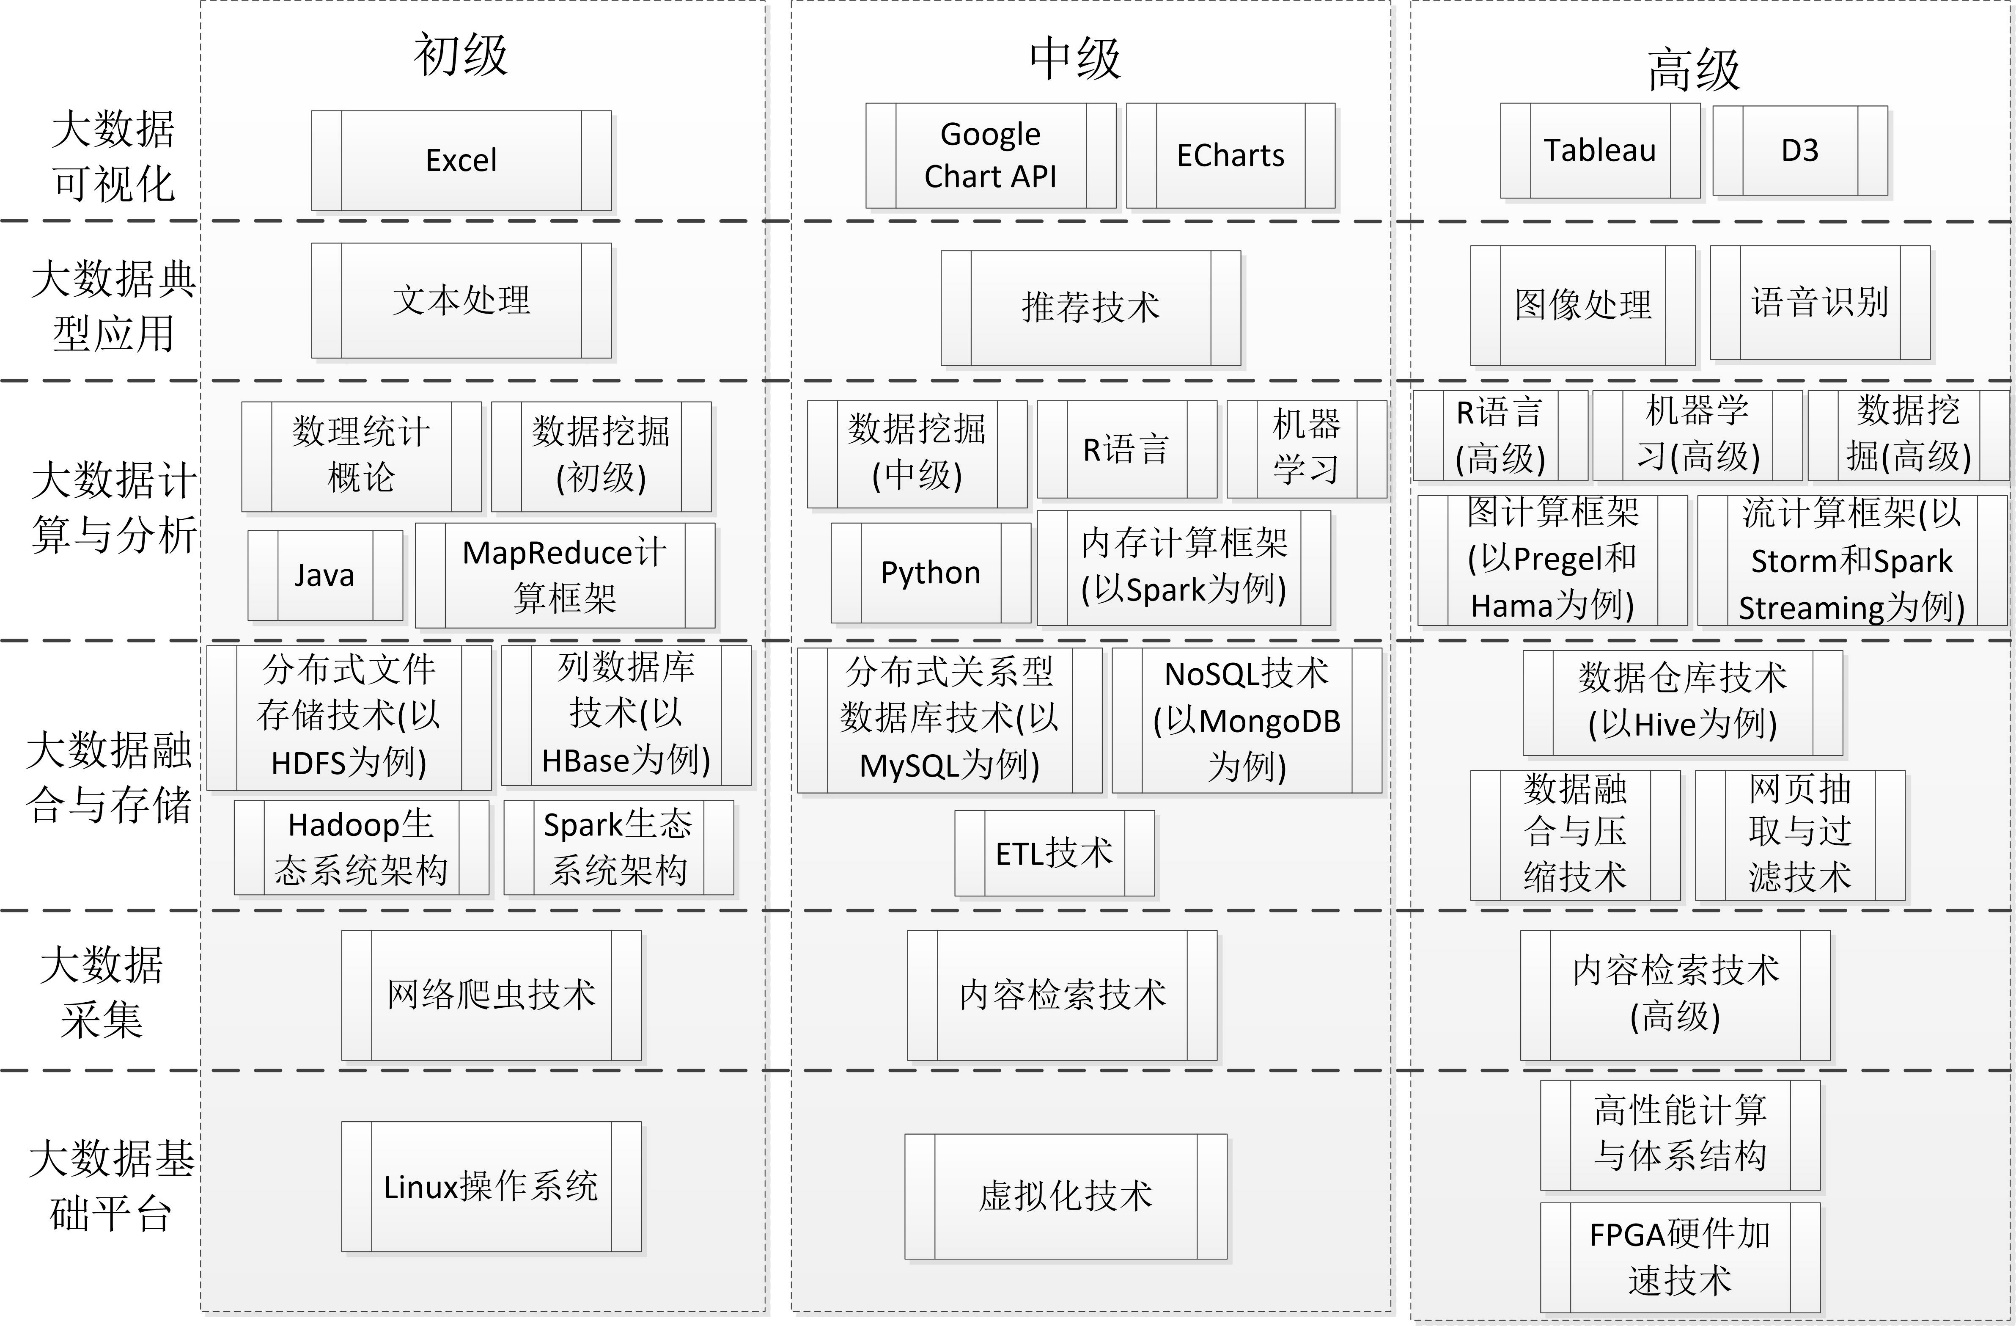 初级
中级
高级
大数据
可视化
Excel
Google
Chart API
ECharts
Tableau
D3
大数据典
型应用
文本处理
推荐技术
图像处理
语音识别
大数据计
算与分析
数理统计
概论
数据挖掘
(初级)
Java
MapReduce计
算框架
数据挖掘
(中级)
R语言
机器
学习
Python
内存计算框架
(以Spark为例)
R语言
(高级)
机器学
习(高级)
数据挖
掘(高级)
图计算框架
(以Pregel和
Hama为例)
流计算框架(以
Storm和Spark
Streaming为例)
大数据融
合与存储
分布式文件
存储技术(以
HDFS为例)
列数据库
技术(以
HBase为例)
Hadoop生
态系统架构
Spark生态
系统架构
分布式关系型
数据库技术(以
MySQL为例)
NoSQL技术
(以MongoDB
为例)
ETL技术
数据仓库技术
(以Hive为例)
数据融
合与压
缩技术
网页抽
取与过
滤技术
大数据
采集
网络爬虫技术
内容检索技术
内容检索技术
(高级)
大数据基
础平台
Linux操作系统
虚拟化技术
高性能计算
与体系结构
FPGA硬件加
速技术